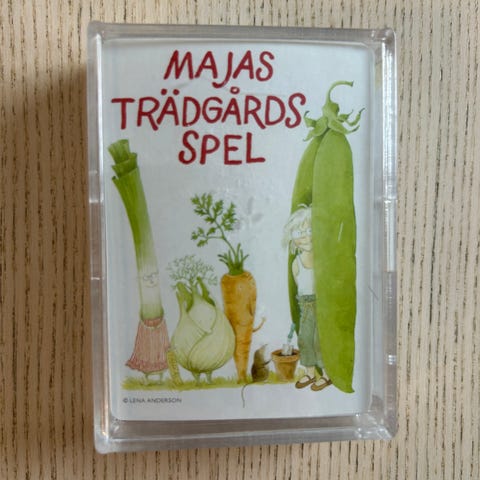 MAJAS
TRÄDGÅRDS
SPEL
© LENA ANDERSON